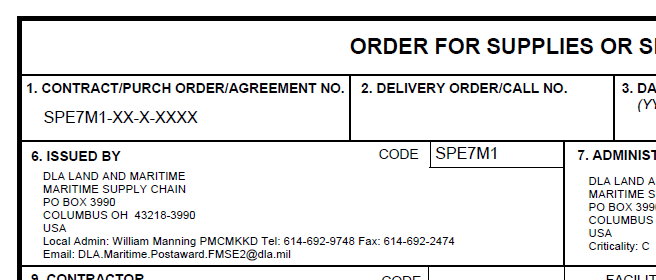 ORDER FOR SUPPLIES OR
1. CONTRACT/PURCH ORDER/AGREEMENT NO.
2. DELIVERY ORDER/CALL NO.
3. DA
(YY
SPE7M1-XX-X-XXXX
6. ISSUED BY
CODE
SPE7M1
7. ADMINIST
DLA LAND AND MARITIME
MARITIME SUPPLY CHAIN
PO BOX 3990
COLUMBUS OH 43218-3990
USA
Local Admin: William Manning PMCMKKD Tel: 614-692-9748 Fax: 614-692-2474
Email: DLA.Maritime.Postaward.FMSE2@dla.mil
DLA LAND A
MARITIME S
PO BOX 399
COLUMBUS
USA
Criticality: C
9. CONTRACTOR
CODE
FACILIT